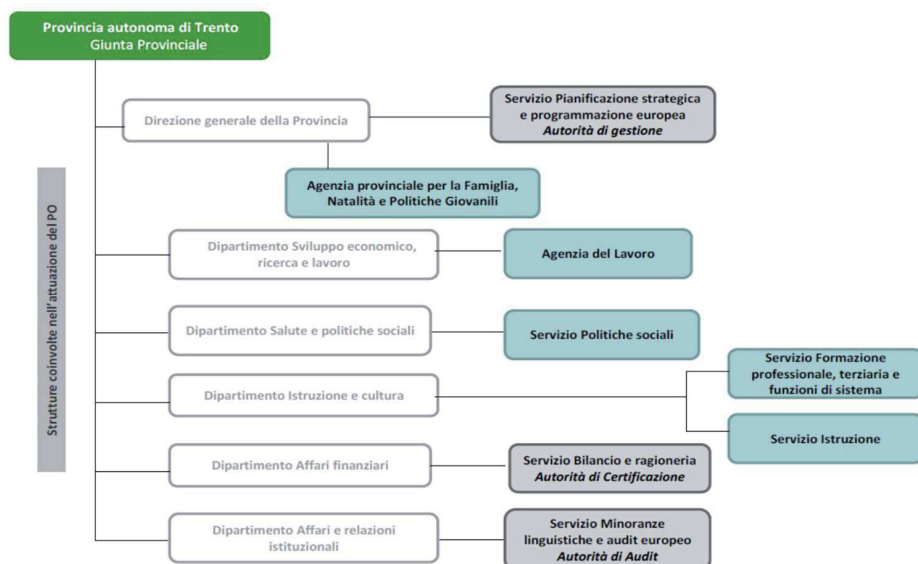 Provincia autonoma di Trento
Giunta Provinciale
Direzione generale della Provincia
Servizio Pianificazione strategica
e programmazione europea
Autorità di gestione
Agenzia provinciale per la Famiglia,
Natalità e Politiche Giovanili
Strutture coinvolte nell'attuazione del PO
Dipartimento Sviluppo economico,
ricerca e lavoro
Agenzia del Lavoro
Dipartimento Salute e politiche sociali
Servizio Politiche sociali
Dipartimento Istruzione e cultura
Servizio Formazione
professionale, terziaria e
funzioni di sistema
Servizio Istruzione
Dipartimento Affari finanziari
Servizio Bilancio e ragioneria
Autorità di Certificazione
Dipartimento Affari e relazioni
istituzionali
Servizio Minoranze
linguistiche e audit europeo
Autorità di Audit